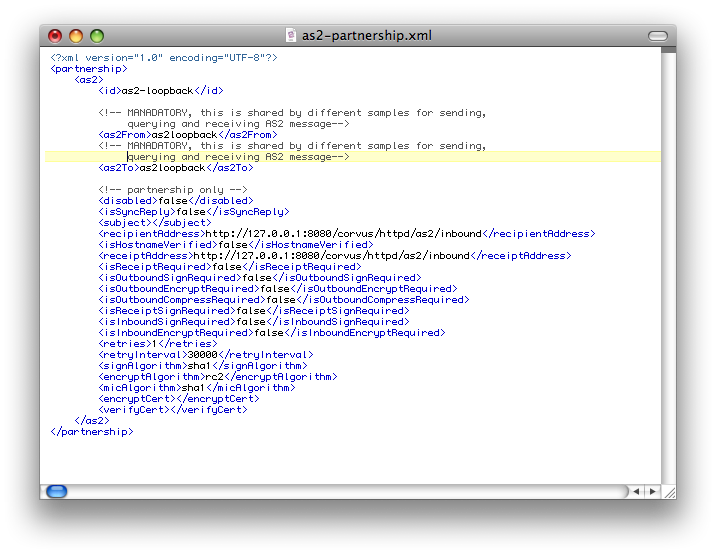 as2-partnership.xml
<?xml version="1.0" encoding="UTF-8"?>
<partnership>
    <as2>
        <id>as2-loopback</id>

        <!-- MANADATORY, this is shared by different samples for sending,
             querying and receiving AS2 message-->
        <as2From>as2loopback</as2From>
        <!-- MANADATORY, this is shared by different samples for sending,
             querying and receiving AS2 message-->
        <as2To>as2loopback</as2To>

        <!-- partnership only -->
        <disabled>false</disabled>
        <isSyncReply>false</isSyncReply>
        <subject></subject>
        <recipientAddress>http://127.0.0.1:8080/corvus/httpd/as2/inbound</recipientAddress>
        <isHostnameVerified>false</isHostnameVerified>
        <receiptAddress>http://127.0.0.1:8080/corvus/httpd/as2/inbound</receiptAddress>
        <isReceiptRequired>false</isReceiptRequired>
        <isOutboundSignRequired>false</isOutboundSignRequired>
        <isOutboundEncryptRequired>false</isOutboundEncryptRequired>
        <isOutboundCompressRequired>false</isOutboundCompressRequired>
        <isReceiptSignRequired>false</isReceiptSignRequired>
        <isInboundSignRequired>false</isInboundSignRequired>
        <isInboundEncryptRequired>false</isInboundEncryptRequired>
        <retries>1</retries>
        <retryInterval>30000</retryInterval>
        <signAlgorithm>sha1</signAlgorithm>
        <encryptAlgorithm>rc2</encryptAlgorithm>
        <micAlgorithm>sha1</micAlgorithm>
        <encryptCert></encryptCert>
        <verifyCert></verifyCert>
    </as2>
</partnership>